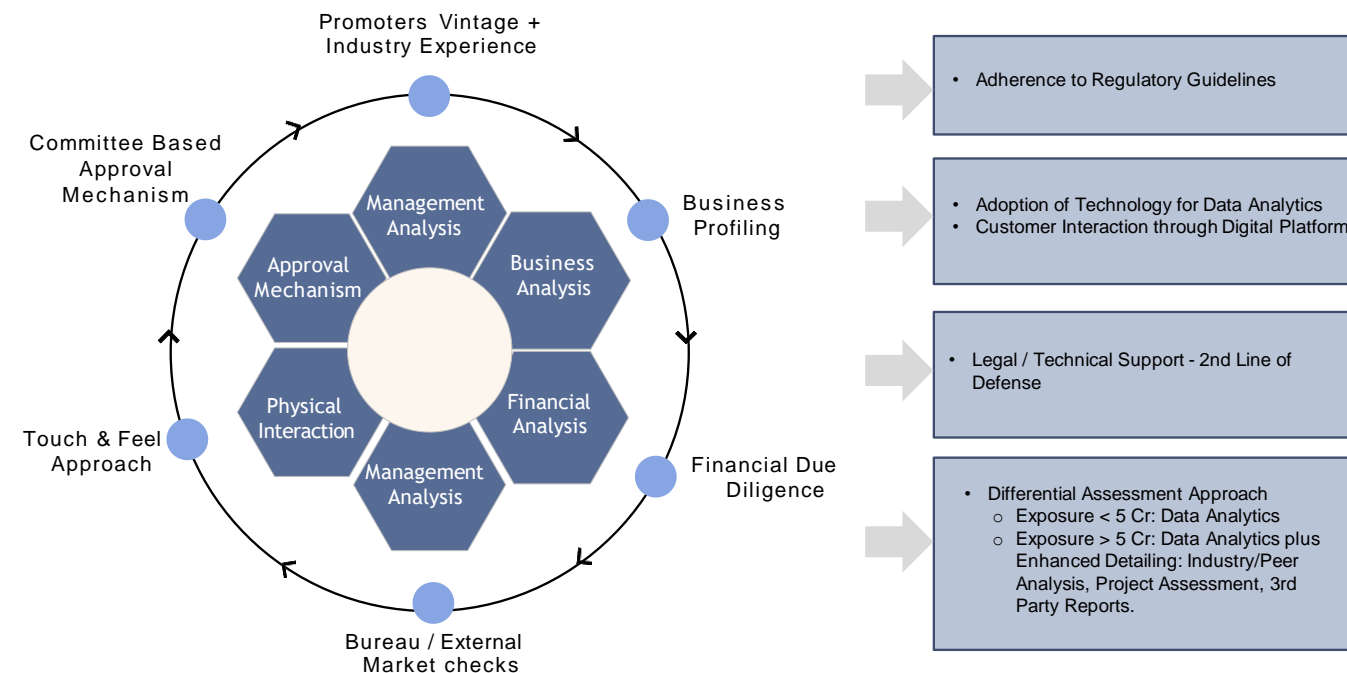 Promoters Vintage +
Industry Experience
Committee Based
Approval
Mechanism
Business
Profiling
Touch & Feel
Approach
Financial Due
Diligence
Bureau / External
Market checks
Management
Analysis
Business
Analysis
Financial
Analysis
Management
Analysis
Physical
Interaction
Approval
Mechanism
• Adherence to Regulatory Guidelines
• Adoption of Technology for Data Analytics
• Customer Interaction through Digital Platform
• Legal / Technical Support - 2nd Line of
Defense
• Differential Assessment Approach
o Exposure < 5 Cr: Data Analytics
o Exposure > 5 Cr: Data Analytics plus
Enhanced Detailing: Industry/Peer
Analysis, Project Assessment, 3rd
Party Reports.